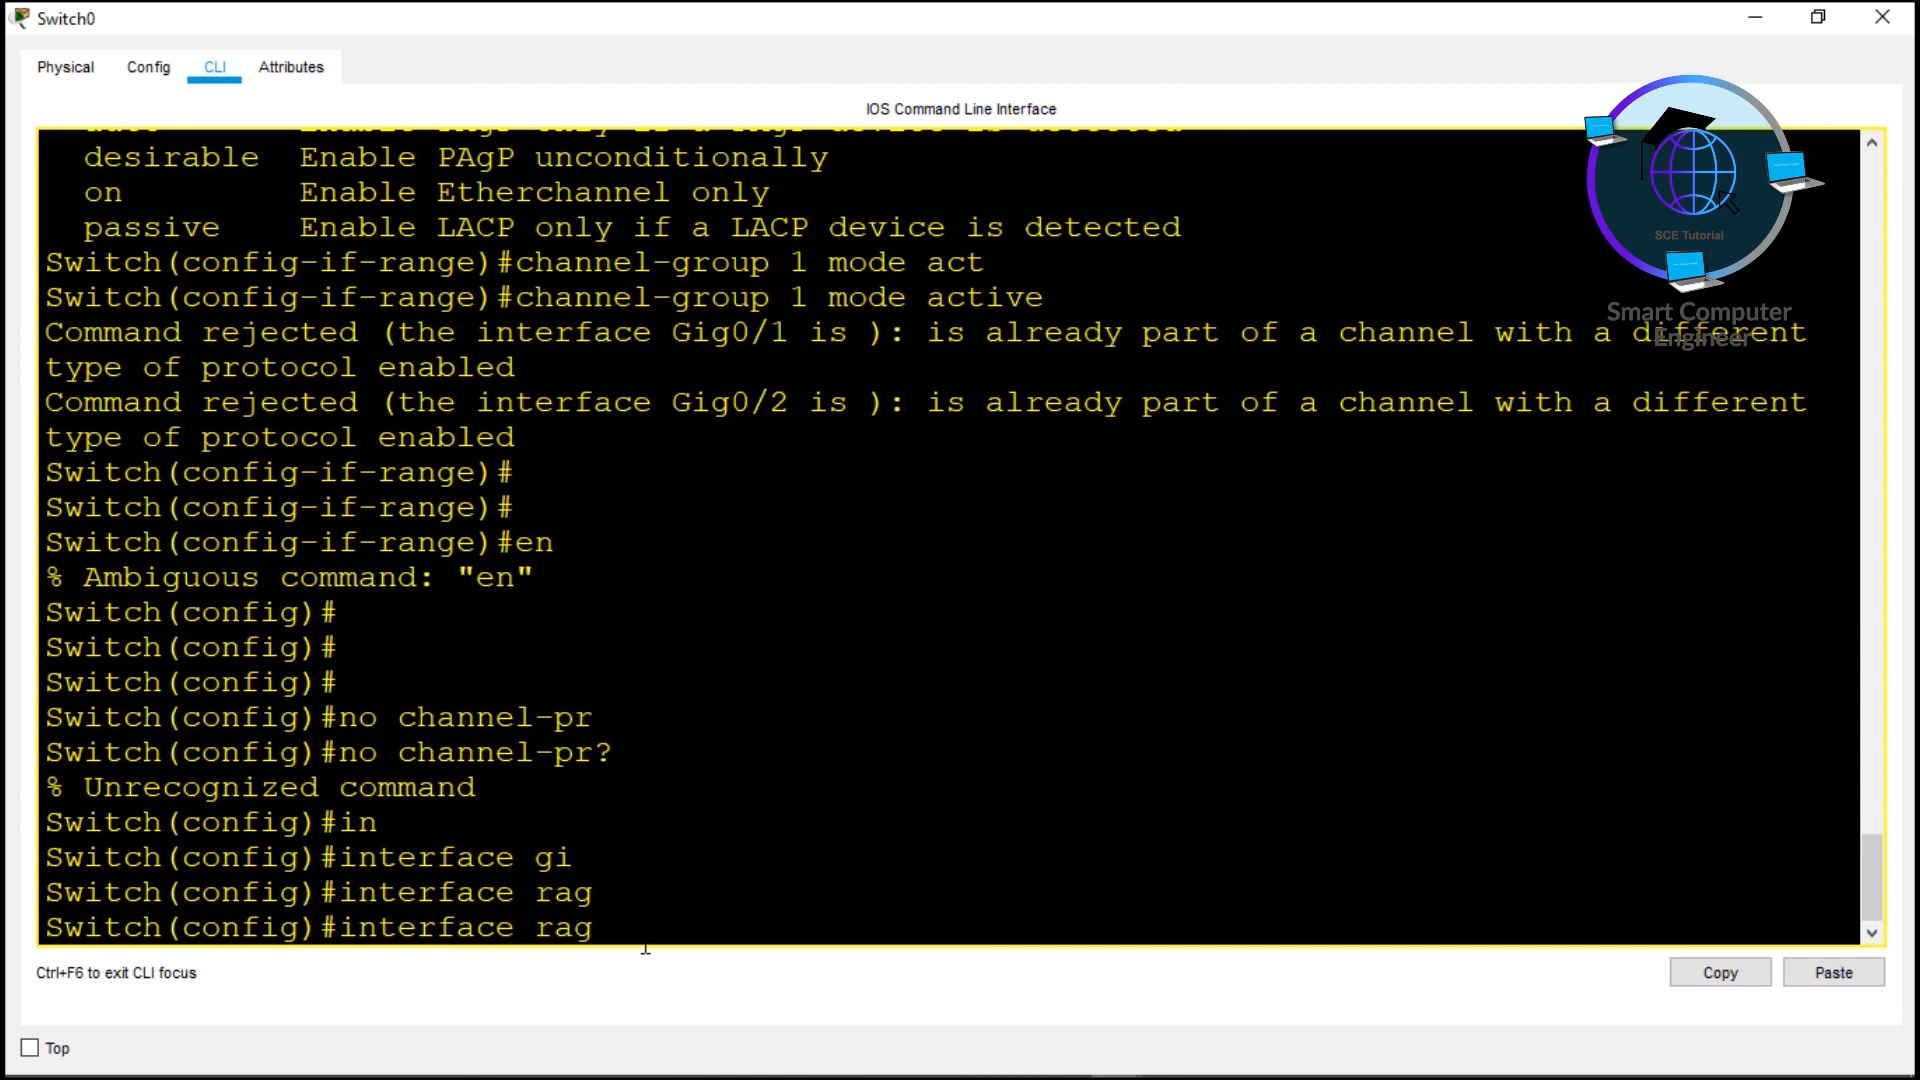 Switch0
Physical Config CLI Attributes
IOS Command Line Interface
desirable Enable PAgP unconditionally
on Enable Etherchannel only
passive Enable LACP only if a LACP device is detected
Switch(config-if-range)#channel-group 1 mode act
Switch(config-if-range)#channel-group 1 mode active
Command rejected (the interface Gig0/1 is ): is already part of a channel with a different
type of protocol enabled
Command rejected (the interface Gig0/2 is ): is already part of a channel with a different
type of protocol enabled
Switch(config-if-range)#
Switch(config-if-range)#
Switch(config-if-range)#en
% Ambiguous command: "en"
Switch(config)#
Switch(config)#
Switch(config)#
Switch(config)#no channel-pr
Switch(config)#no channel-pr?
% Unrecognized command
Switch(config)#in
Switch(config)#interface gi
Switch(config)#interface rag
Switch(config)#interface rag
Ctrl+F6 to exit CLI focus
Copy Paste
Top
SCE Tutorial
Smart Computer
Engineer